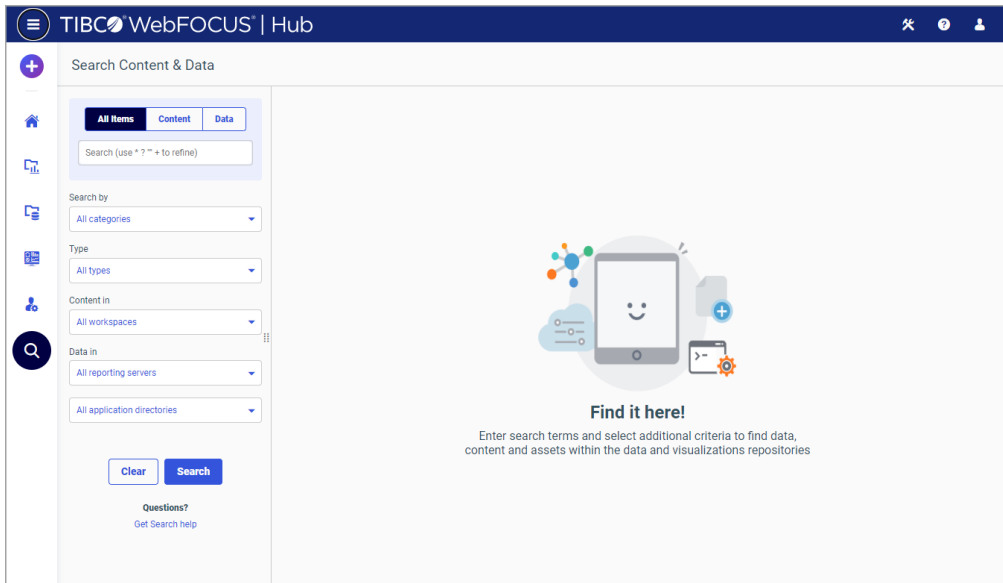 TIBCO® WebFOCUS® | Hub
Search Content & Data
All Items
Content
Data
Search (use * ? "" + to refine)
Search by
All categories
Type
All types
Content in
All workspaces
Data in
All reporting servers
All application directories
Clear
Search
Questions?
Get Search help
Find it here!
Enter search terms and select additional criteria to find data,
content and assets within the data and visualizations repositories